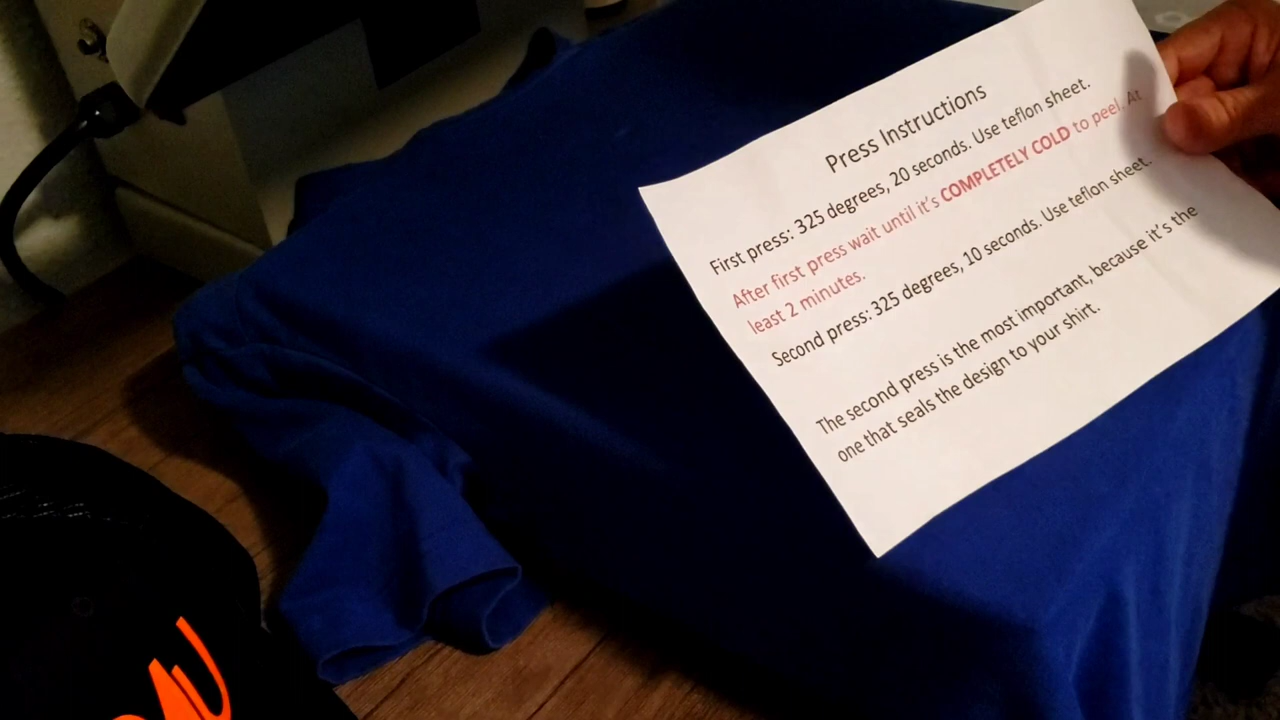 Press Instructions
First press: 325 degrees, 20 seconds. Use teflon sheet.
After first press wait until it's COMPLETELY COLD to peel. At
least 2 minutes.
Second press: 325 degrees, 10 seconds. Use teflon sheet.
The second press is the most important, because it's the
one that seals the design to your shirt.